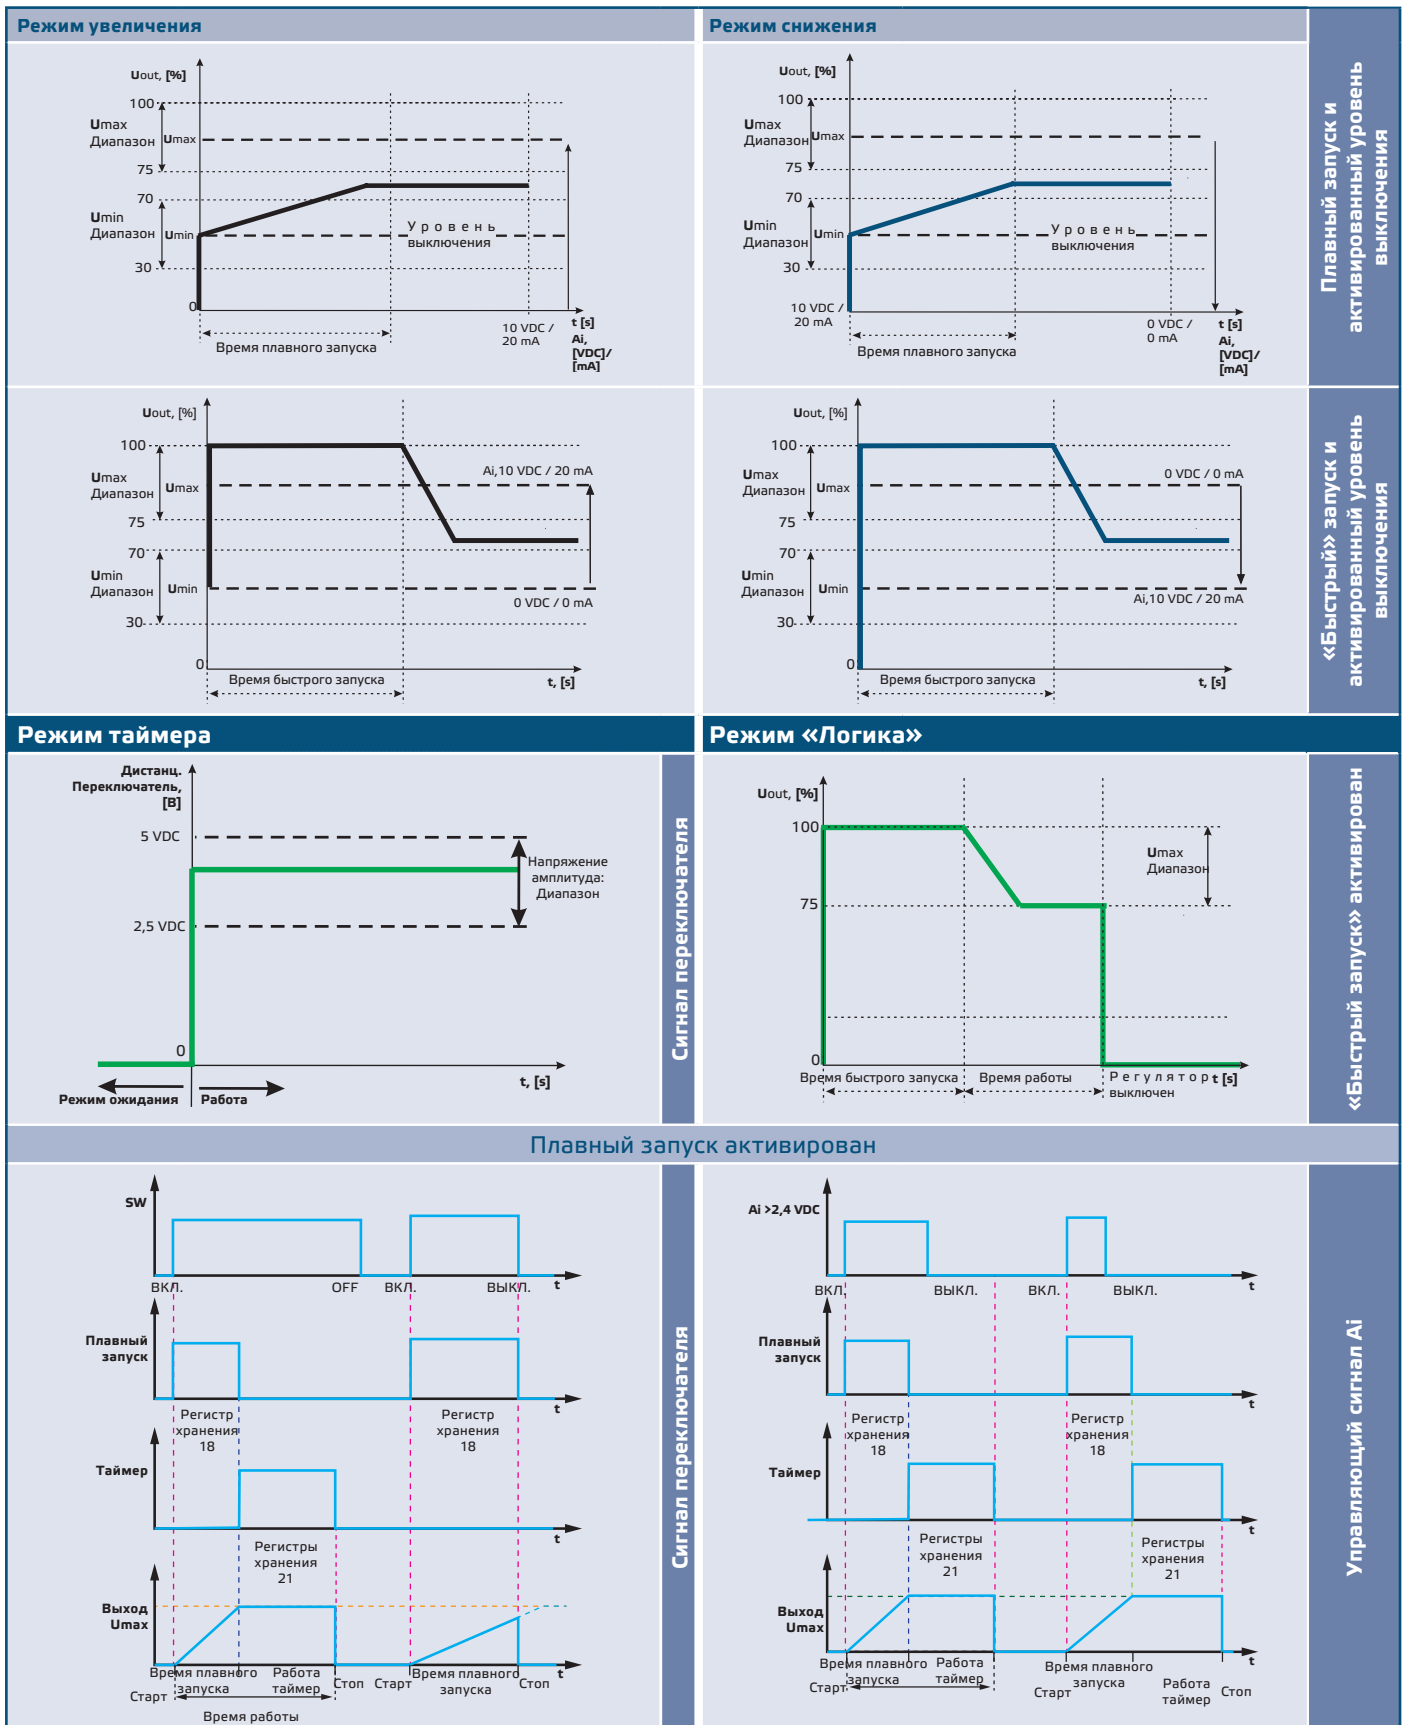 Режим увеличения
Режим снижения
Uout, [%]
100
Umax
Диапазон
Umax
75
70
Umin
Диапазон
Umin
У р о в е н ь
выключения
30
0
Время плавного запуска
10 VDC /
20 mA
t [s]
Ai,
[VDC]/
[mA]
Uout, [%]
100
Umax
Диапазон
Umax
75
70
Umin
Диапазон
Umin
У р о в е н ь
выключения
30
10 VDC /
20 mA
Время плавного запуска
0 VDC /
0 mA
t [s]
Ai,
[VDC]/
[mA]
Плавный запуск и
активированный уровень
выключения
Uout, [%]
100
Umax
Диапазон
Umax
Ai,10 VDC / 20 mA
75
70
Umin
Диапазон
Umin
0 VDC / 0 mA
30
0
Время быстрого запуска
t, [s]
Uout, [%]
100
Umax
Диапазон
Umax
0 VDC / 0 mA
75
70
Umin
Диапазон
Umin
Ai,10 VDC / 20 mA
30
0
Время быстрого запуска
t, [s]
«Быстрый» запуск и
активированный уровень
выключения
Режим таймера
Режим «Логика»
Дистанц.
Переключатель,
[В]
5 VDC
Напряжение
амплитуда:
Диапазон
2,5 VDC
0
t, [s]
Режим ожидания
Работа
Сигнал переключателя
Uout, [%]
100
Umax
Диапазон
75
0
Время быстрого запуска
Время работы
Р е г у л я т о р
выключен
t [s]
«Быстрый запуск» активирован
Плавный запуск активирован
SW
ВКЛ.
OFF
ВКЛ.
ВЫКЛ.
t
Плавный
запуск
t
Регистр
хранения
18
Регистр
хранения
18
Таймер
t
Регистры
хранения
21
Выход
Umax
t
Время плавного
запуска
Работа
таймер
Стоп
Старт
Время плавного
запуска
Стоп
Старт
Время работы
Сигнал переключателя
Ai >2,4 VDC
ВКЛ.
ВЫКЛ.
ВКЛ.
ВЫКЛ.
t
Плавный
запуск
t
Регистр
хранения
18
Регистр
хранения
18
Таймер
t
Регистры
хранения
21
Регистры
хранения
21
Выход
Umax
t
Время плавного
запуска
Работа
таймер
Время плавного
запуска
Старт
Старт
Работа
таймер
Стоп
Управляющий сигнал Ai